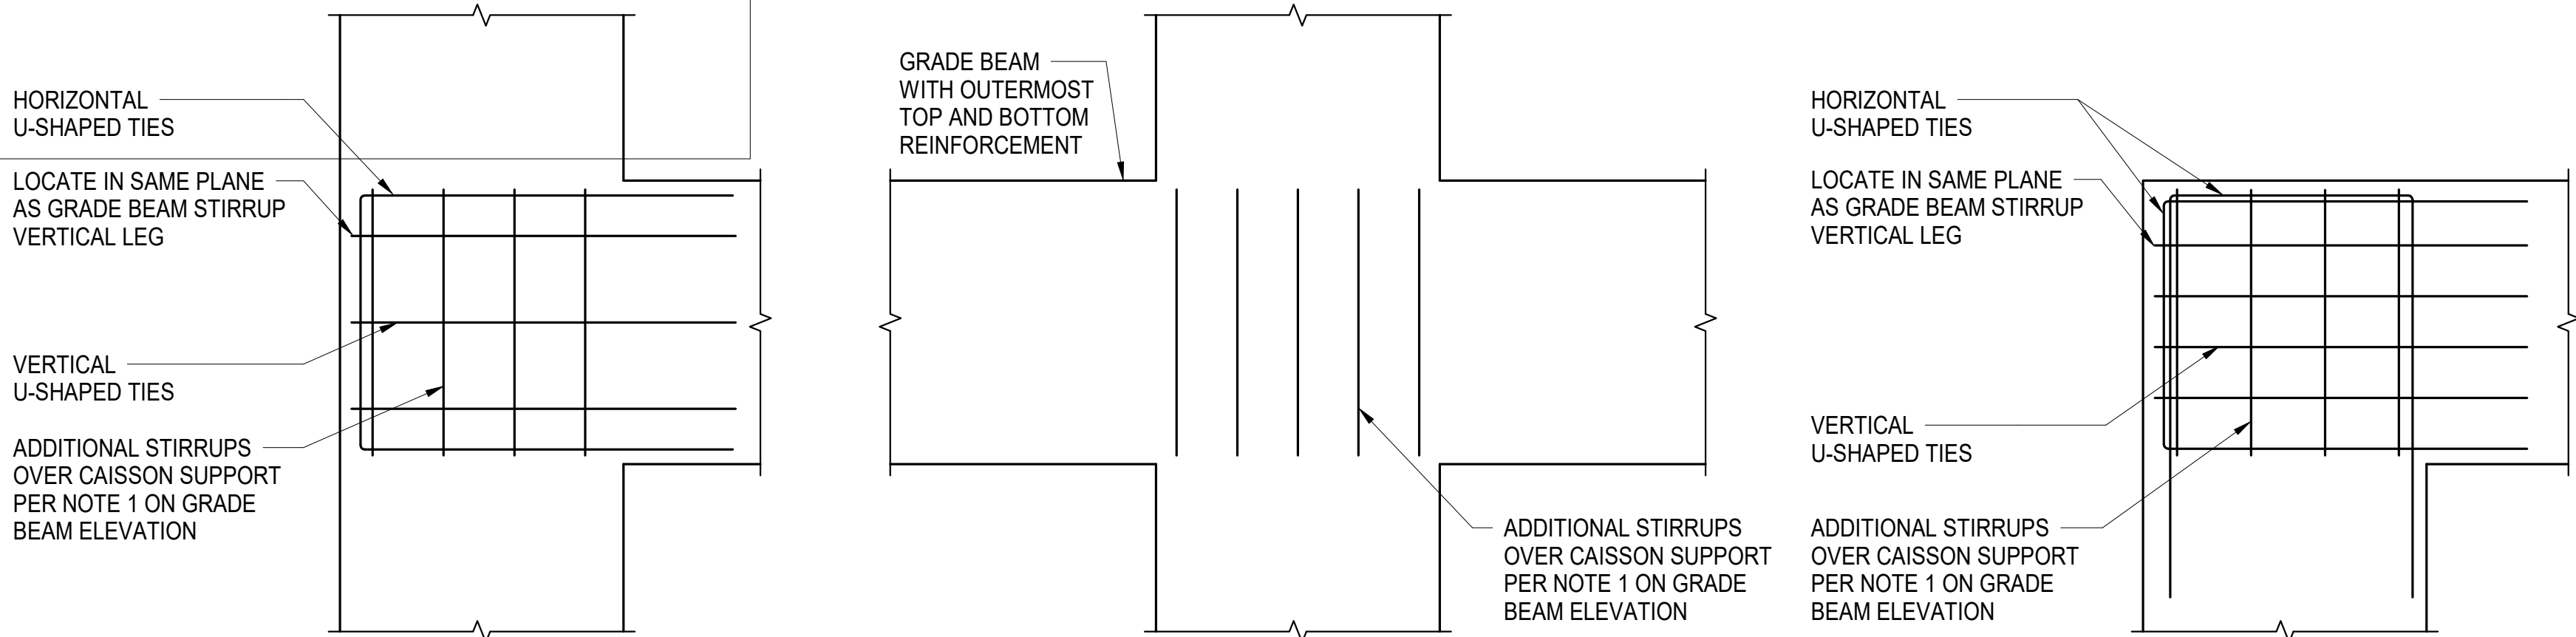 HORIZONTAL
U-SHAPED TIES
LOCATE IN SAME PLANE
AS GRADE BEAM STIRRUP
VERTICAL LEG
VERTICAL
U-SHAPED TIES
ADDITIONAL STIRRUPS
OVER CAISSON SUPPORT
PER NOTE 1 ON GRADE
BEAM ELEVATION
GRADE BEAM
WITH OUTERMOST
TOP AND BOTTOM
REINFORCEMENT
ADDITIONAL STIRRUPS
OVER CAISSON SUPPORT
PER NOTE 1 ON GRADE
BEAM ELEVATION
HORIZONTAL
U-SHAPED TIES
LOCATE IN SAME PLANE
AS GRADE BEAM STIRRUP
VERTICAL LEG
VERTICAL
U-SHAPED TIES
ADDITIONAL STIRRUPS
OVER CAISSON SUPPORT
PER NOTE 1 ON GRADE
BEAM ELEVATION